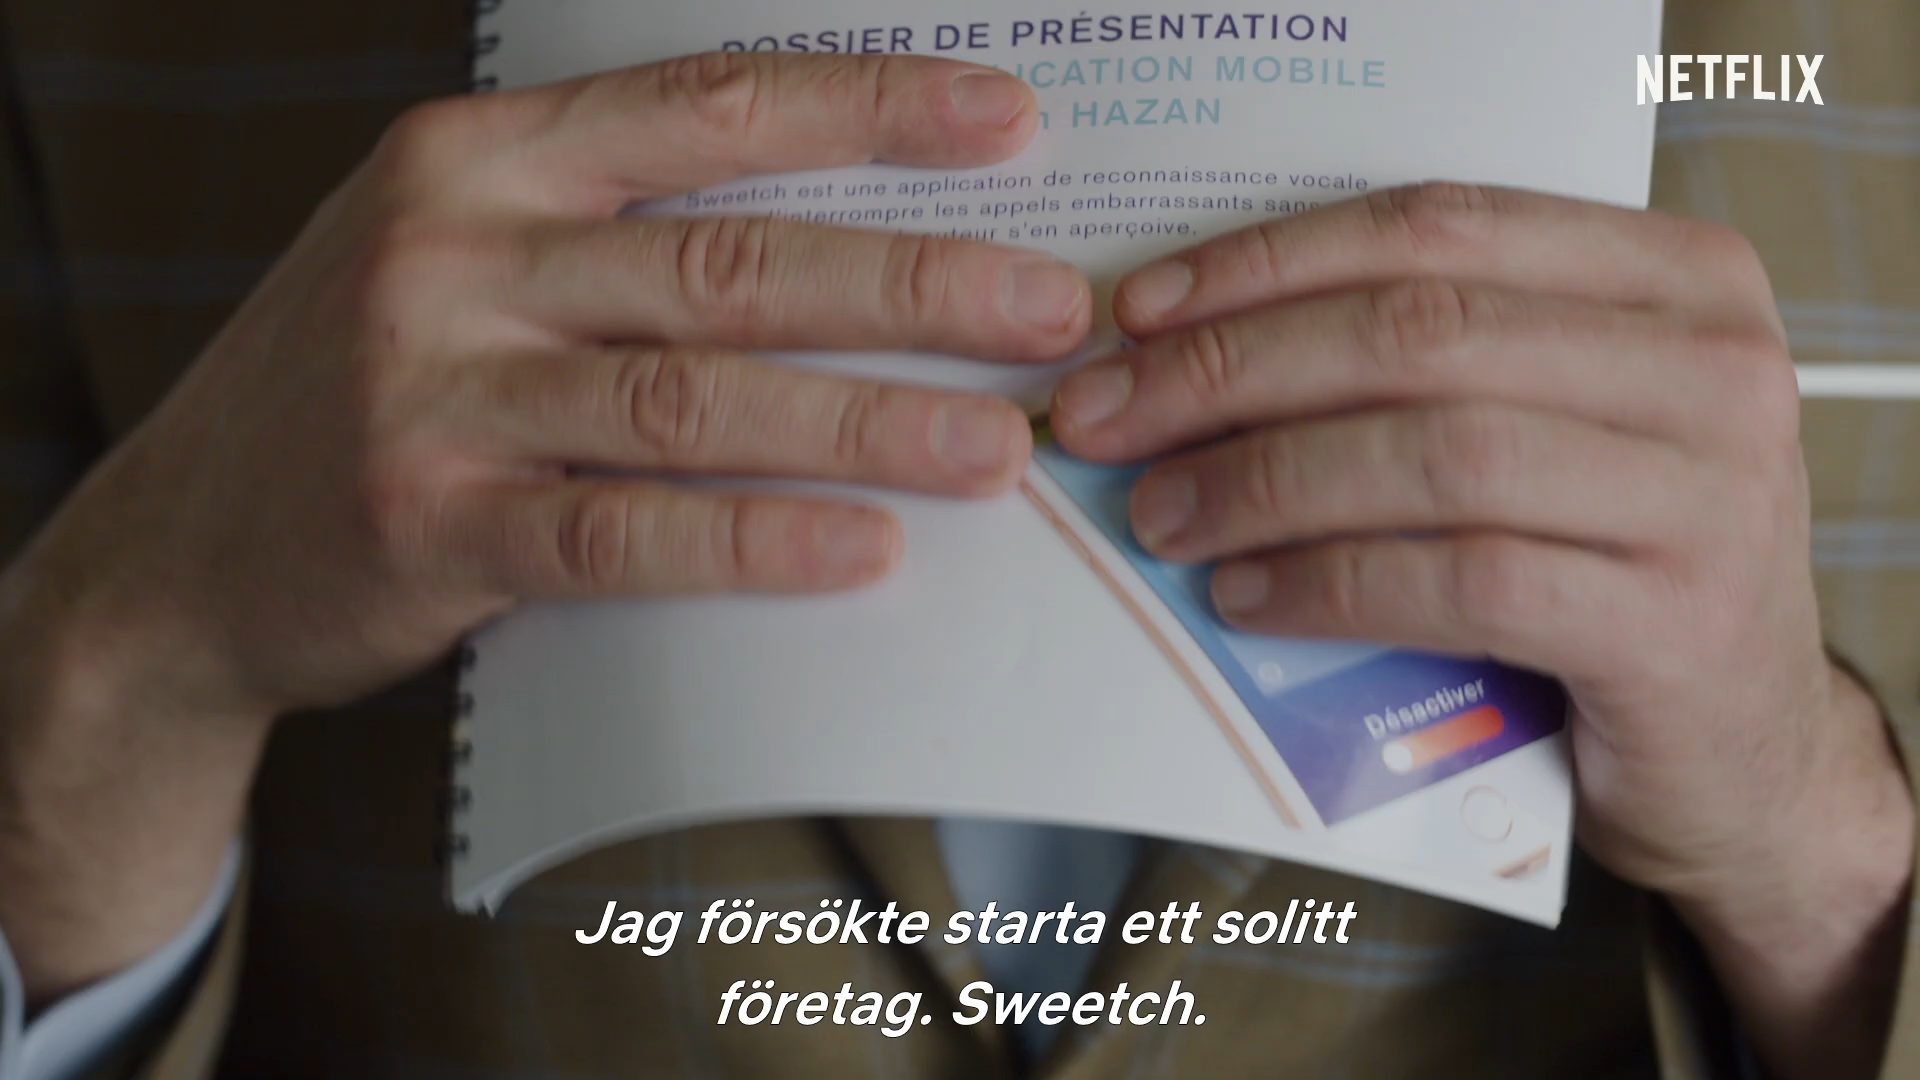 DOSSIER DE PRÉSENTATION
NETFLIX
MOBILE
HAZAN
Sweetch est une application de reconnaissance vocale
l'interrompre les appels embarrassants sans
s'en aperçoive.
Désactiver
Jag försökte starta ett solitt
företag. Sweetch.